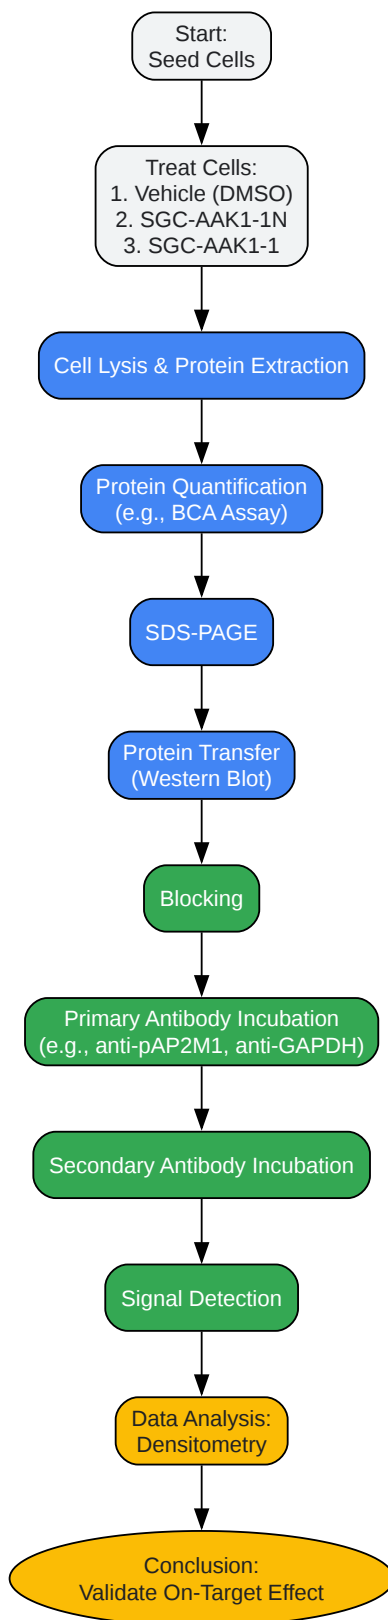 Start:
Seed Cells
Treat Cells:
1. Vehicle (DMSO)
2. SGC-AAK1-1N
3. SGC-AAK1-1
Cell Lysis & Protein Extraction
Protein Quantification
(e.g., BCA Assay)
SDS-PAGE
Protein Transfer
(Western Blot)
Blocking
Primary Antibody Incubation
(e.g., anti-pAP2M1, anti-GAPDH)
Secondary Antibody Incubation
Signal Detection
Data Analysis:
Densitometry
Conclusion:
Validate On-Target Effect